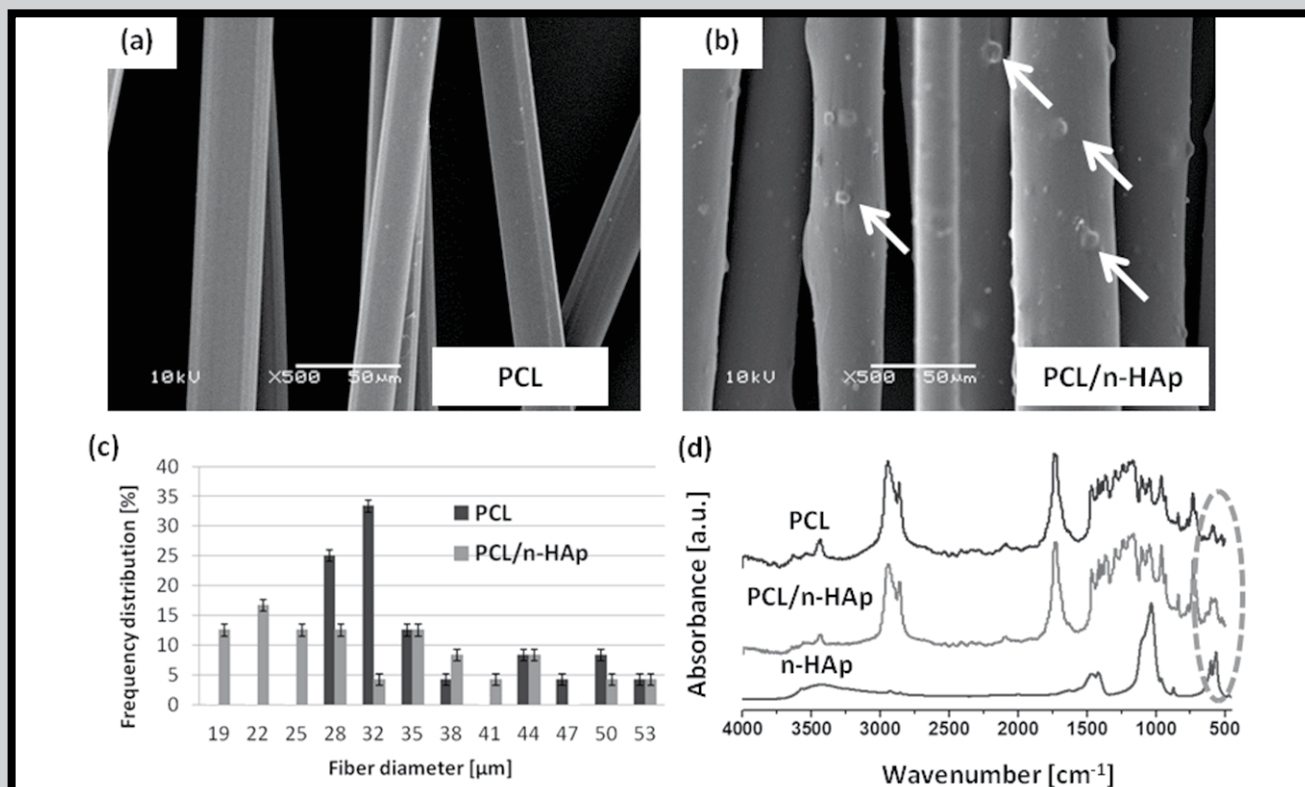 (a)
10kV X500 50µm
PCL
(b)
10kV X500 50µm
PCL/n-HAp
(c)
Frequency distribution [%]
40
35
30
25
20
15
10
5
0
PCL
PCL/n-HAp
19 22 25 28 32 35 38 41 44 47 50 53
Fiber diameter [µm]
(d)
Absorbance [a.u.]
PCL
PCL/n-HAp
n-HAp
4000 3500 3000 2500 2000 1500 1000 500
Wavenumber [cm⁻¹]